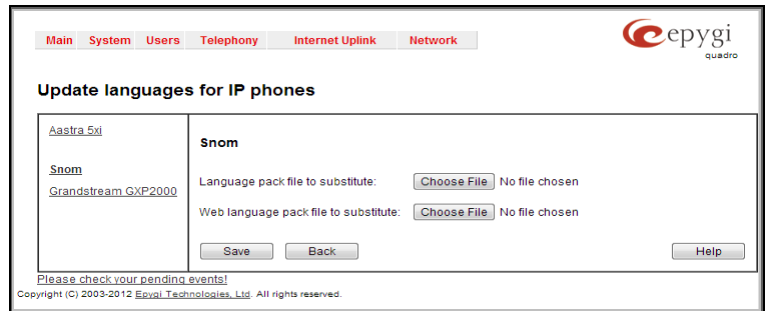 Main System Users Telephony Internet Uplink Network
epygi
quadro
Update languages for IP phones
Aastra 5xi
Snom
Grandstream GXP2000
Snom
Language pack file to substitute: Choose File No file chosen
Web language pack file to substitute: Choose File No file chosen
Save Back Help
Please check your pending events!
Copyright (C) 2003-2012 Epygi Technologies, Ltd. All rights reserved.